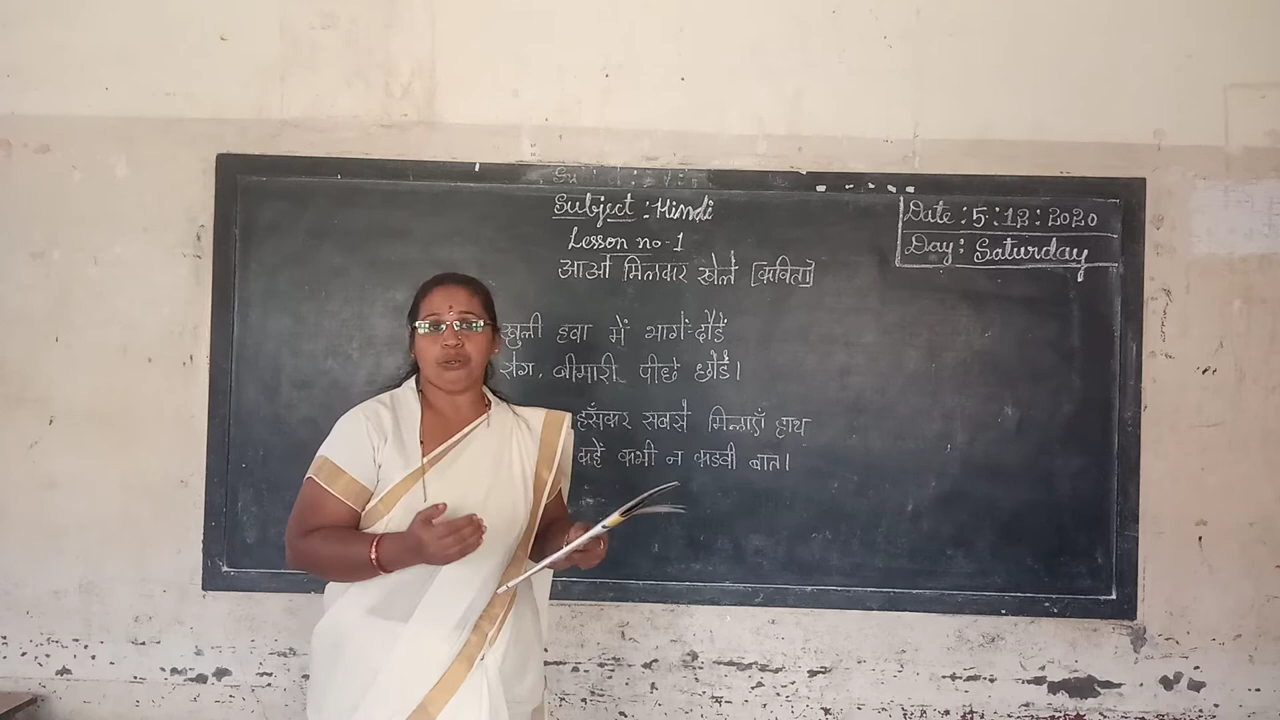 Subject : Hindi
Lesson no-1
आओ मिलकर खेलें [कविता]
Date : 5 : 12 : 2020
Day : Saturday
खुली हवा में भागें-दौडें
रोग, बीमारी पीछे छोडें।
हँसकर सबसे मिलाएँ हाथ
कहें कभी न कडवी बात।